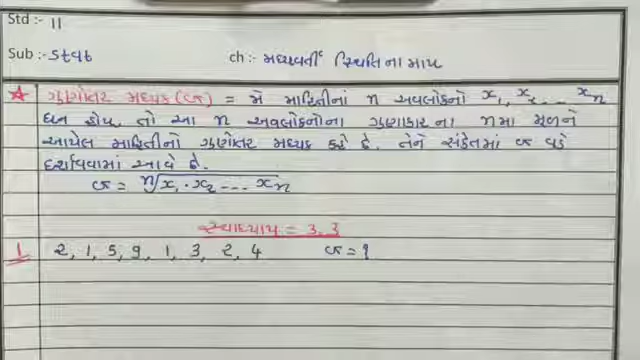 Std :- 11
Sub :- Stat
ch :- મધ્યવર્તી સ્થિતિના માપ
ગુણોતર મધ્યક (G) = જે માહિતીનાં n અવલોકનો x1, x2 ... xn
ધન હોય, તો આ n અવલોકનોના ગુણાકારના nમા મૂળને
આપેલ માહિતીનો ગુણોતર મધ્યક કહે છે. તેને સંકેતમાં G વડે
દર્શાવવામાં આવે છે.
G = n√x1 · x2 ... xn
સ્વાધ્યાય = 3.3
1 2, 1, 5, 9, 1, 3, 2, 4 G = ?